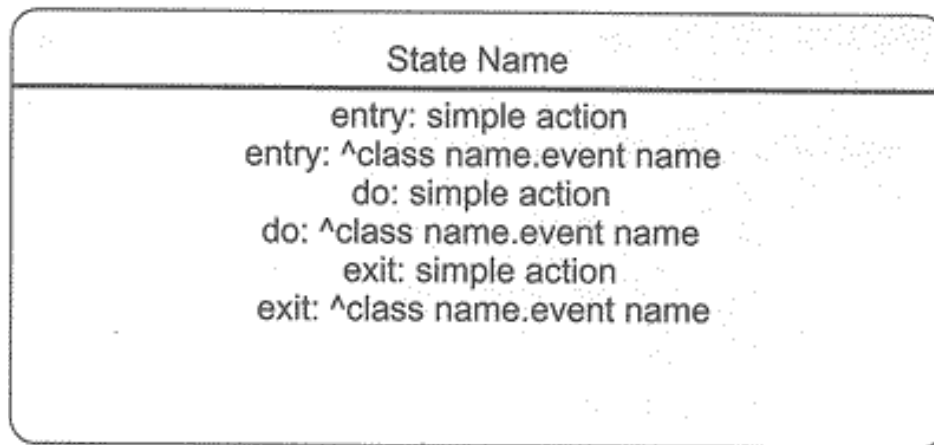 State Name
entry: simple action
entry: ^class name.event name
do: simple action
do: ^class name.event name
exit: simple action
exit: ^class name.event name